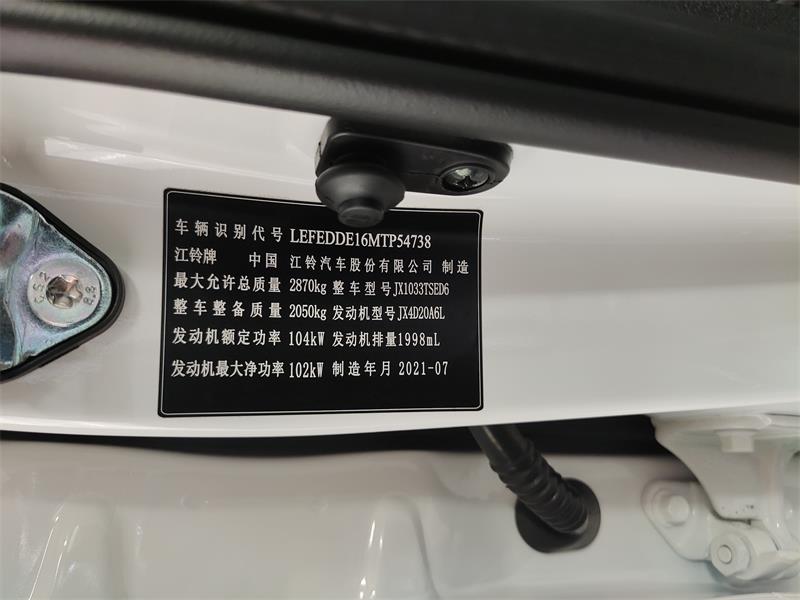 车辆识别代号 LEFEDDE16MTP54738
江铃牌 中国 江铃汽车股份有限公司 制造
最大允许总质量 2870kg 整车型号JX1033TSED6
整车整备质量 2050kg 发动机型号JX4D20A6L
发动机额定功率 104kW 发动机排量1998mL
发动机最大净功率 102kW 制造年月 2021-07
8.8